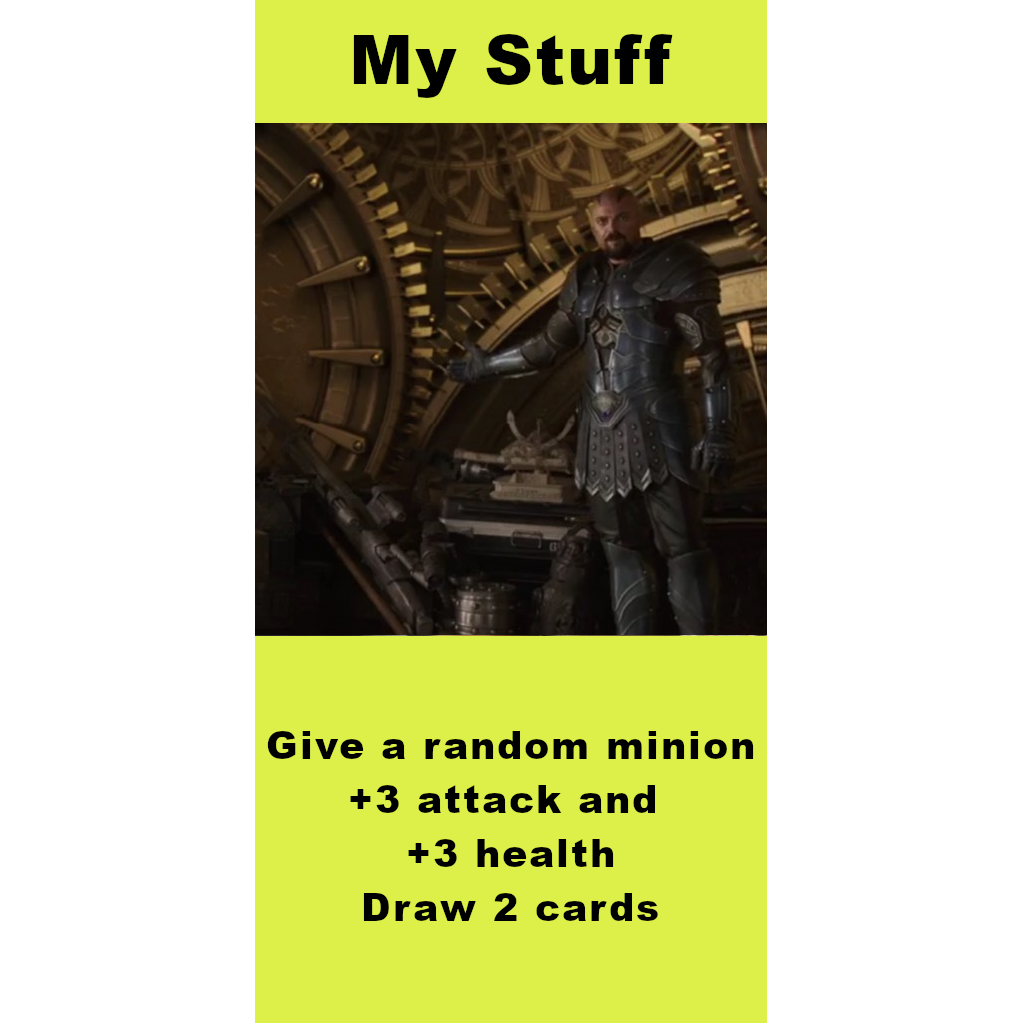 My Stuff
Give a random minion
+3 attack and
+3 health
Draw 2 cards